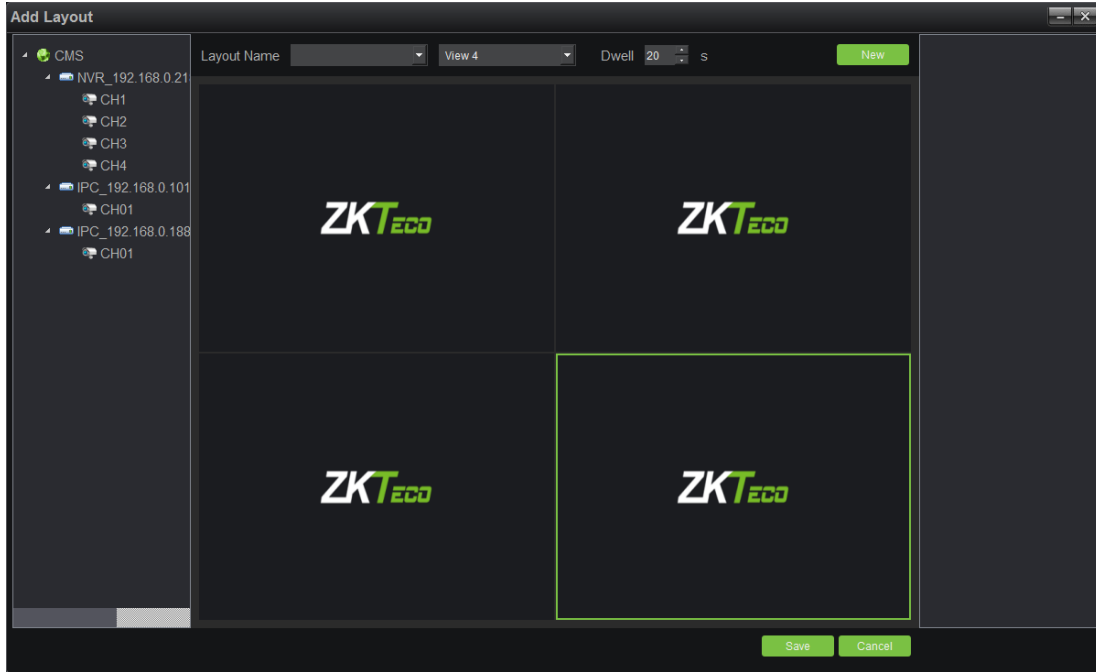 Add Layout
CMS
NVR_192.168.0.21
CH1
CH2
CH3
CH4
IPC_192.168.0.101
CH01
IPC_192.168.0.188
CH01
Layout Name View 4 Dwell 20 s New
ZKTeco ZKTeco
ZKTeco ZKTeco
Save Cancel